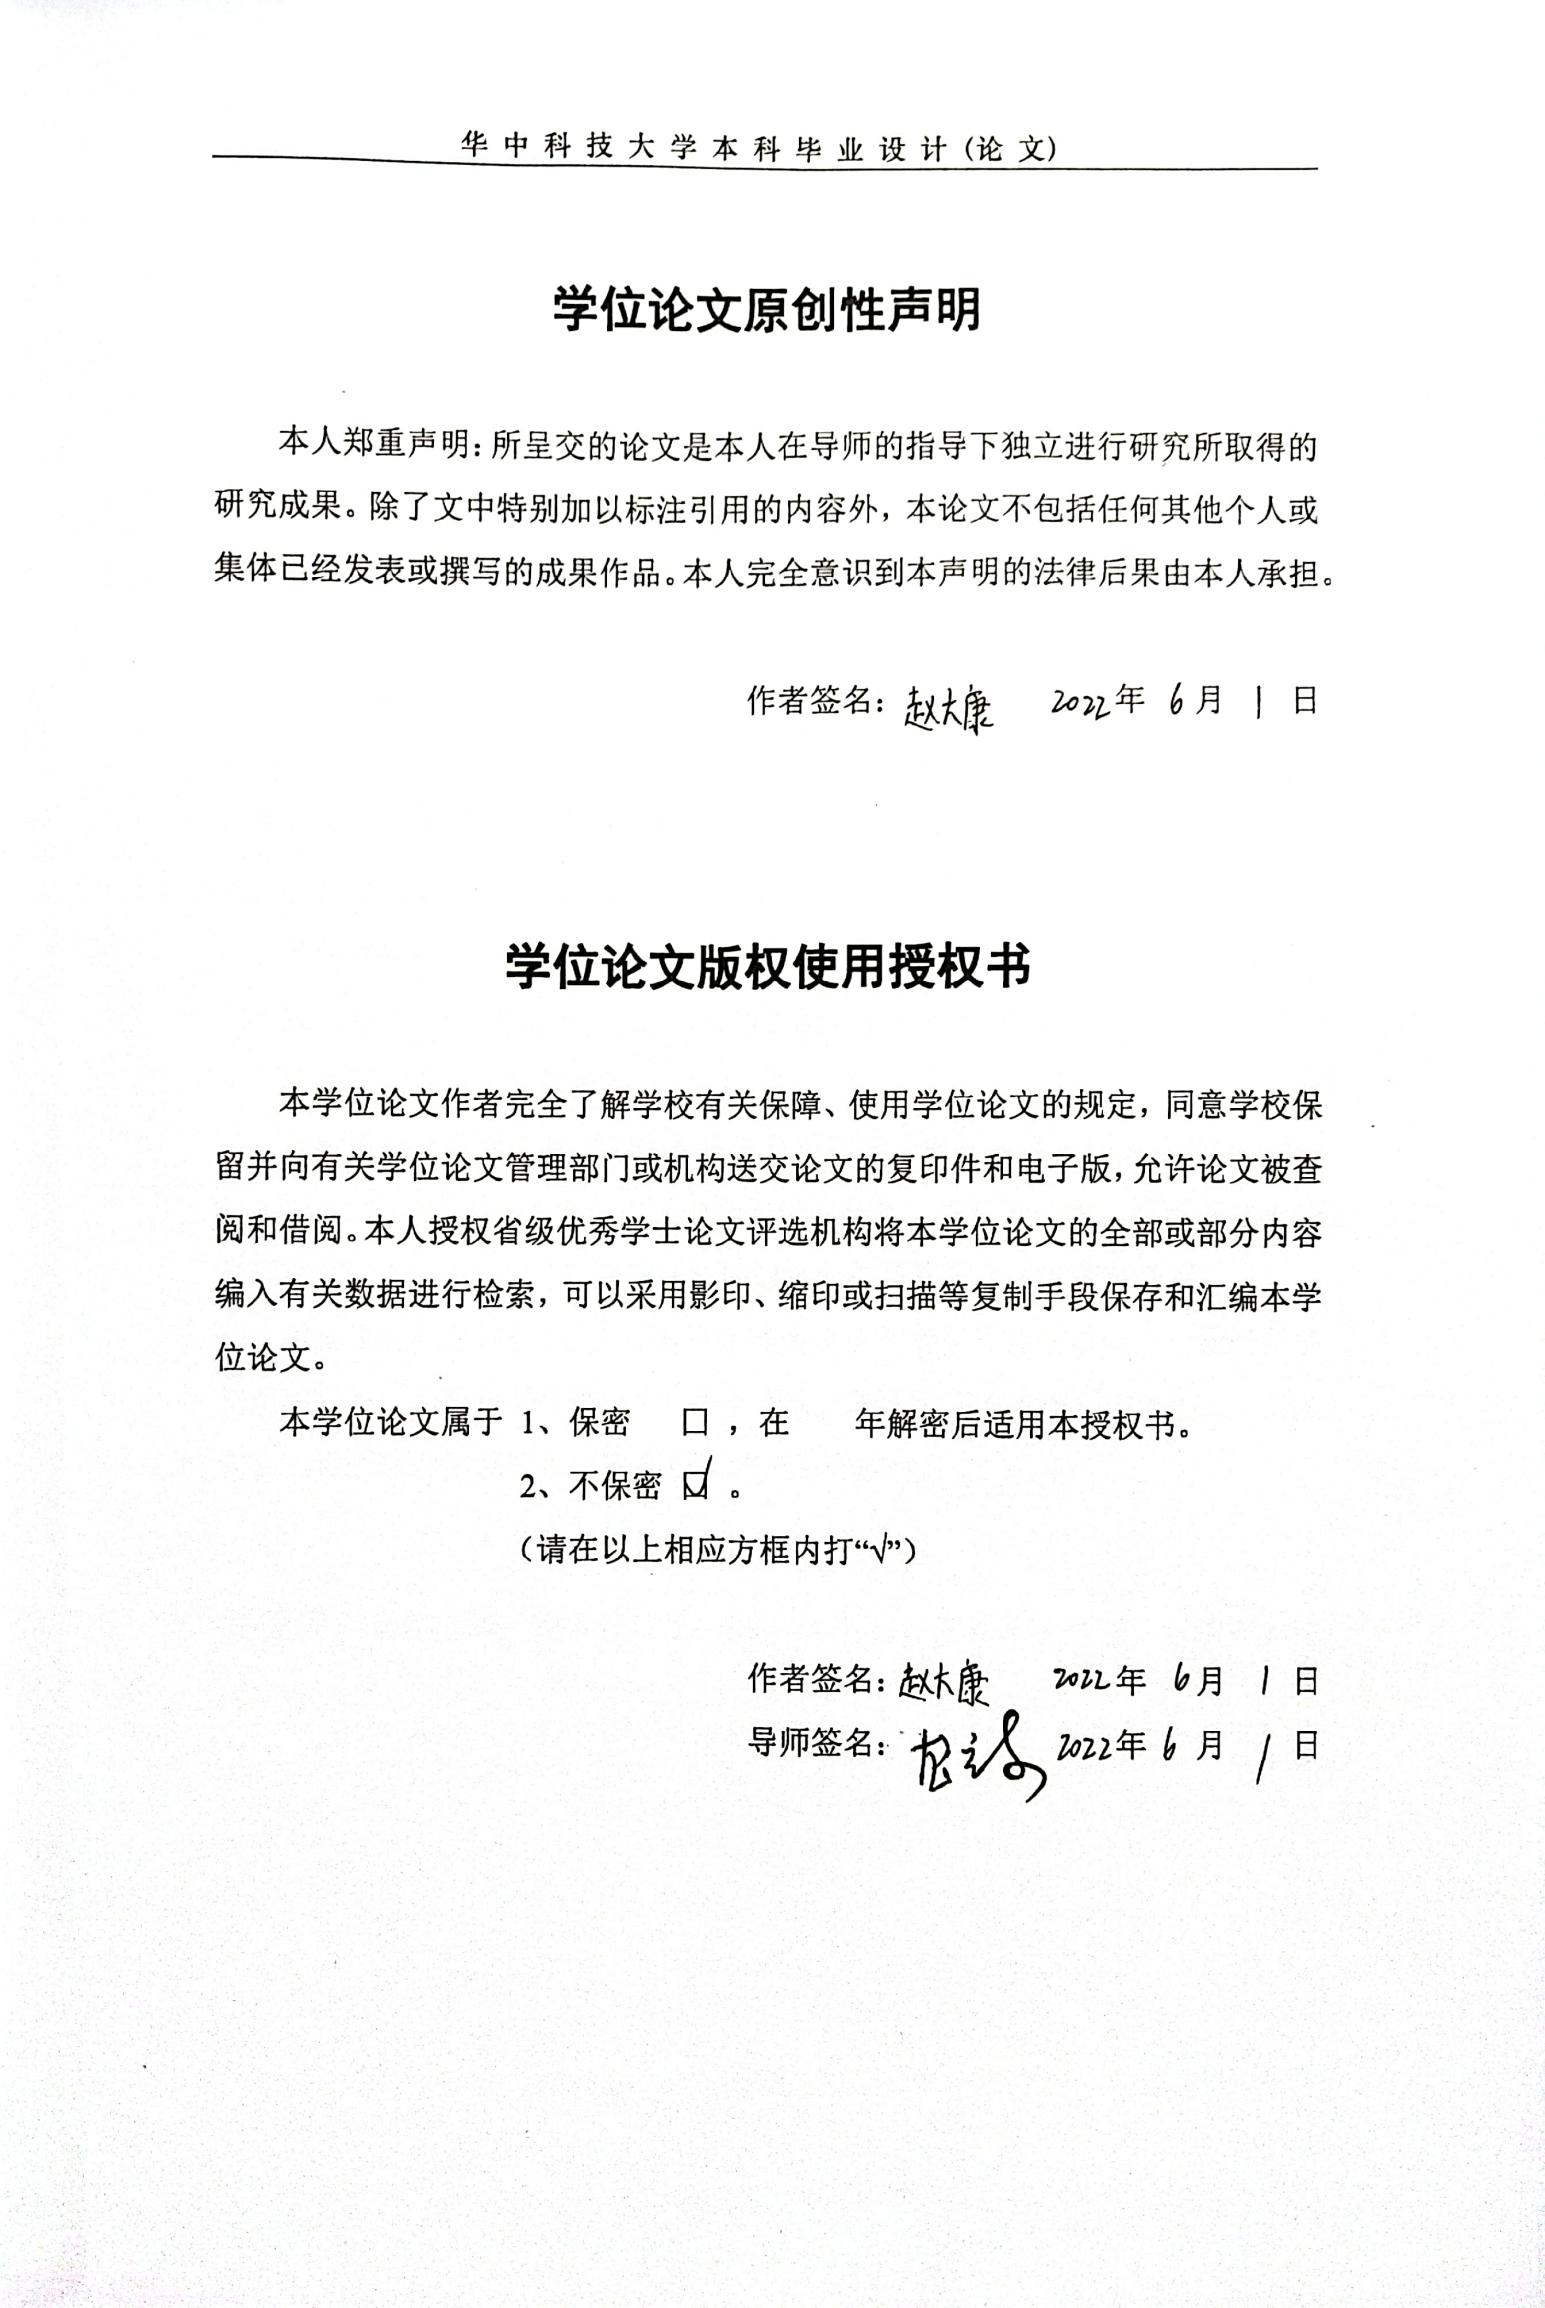 华中科技大学本科毕业设计(论文)
学位论文原创性声明
本人郑重声明：所呈交的论文是本人在导师的指导下独立进行研究所取得的
研究成果。除了文中特别加以标注引用的内容外，本论文不包括任何其他个人或
集体已经发表或撰写的成果作品。本人完全意识到本声明的法律后果由本人承担。
作者签名：赵大康 2022年 6月 1日
学位论文版权使用授权书
本学位论文作者完全了解学校有关保障、使用学位论文的规定，同意学校保
留并向有关学位论文管理部门或机构送交论文的复印件和电子版，允许论文被查
阅和借阅。本人授权省级优秀学士论文评选机构将本学位论文的全部或部分内容
编入有关数据进行检索，可以采用影印、缩印或扫描等复制手段保存和汇编本学
位论文。
本学位论文属于 1、保密 □，在 年解密后适用本授权书。
2、不保密 ☑。
（请在以上相应方框内打“√”）
作者签名：赵大康 2022年 6月 1日
导师签名： 2022年 6月 1日